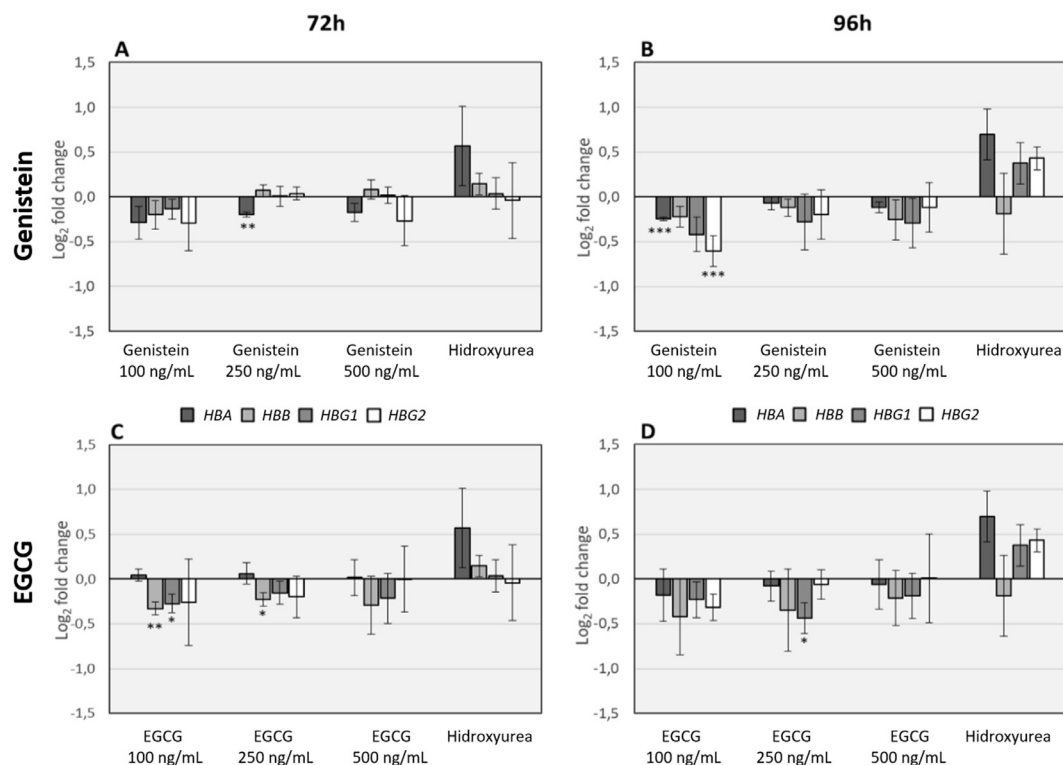 72h
96h
Genistein
A
Log2 fold change
1,5
1,0
0,5
0,0
-0,5
-1,0
-1,5
**
Genistein
100 ng/mL
Genistein
250 ng/mL
Genistein
500 ng/mL
Hidroxyurea
B
Log2 fold change
1,5
1,0
0,5
0,0
-0,5
-1,0
-1,5
***
***
Genistein
100 ng/mL
Genistein
250 ng/mL
Genistein
500 ng/mL
Hidroxyurea
HBA HBB HBG1 HBG2
HBA HBB HBG1 HBG2
EGCG
C
Log2 fold change
1,5
1,0
0,5
0,0
-0,5
-1,0
-1,5
**
*
*
EGCG
100 ng/mL
EGCG
250 ng/mL
EGCG
500 ng/mL
Hidroxyurea
D
Log2 fold change
1,5
1,0
0,5
0,0
-0,5
-1,0
-1,5
*
EGCG
100 ng/mL
EGCG
250 ng/mL
EGCG
500 ng/mL
Hidroxyurea